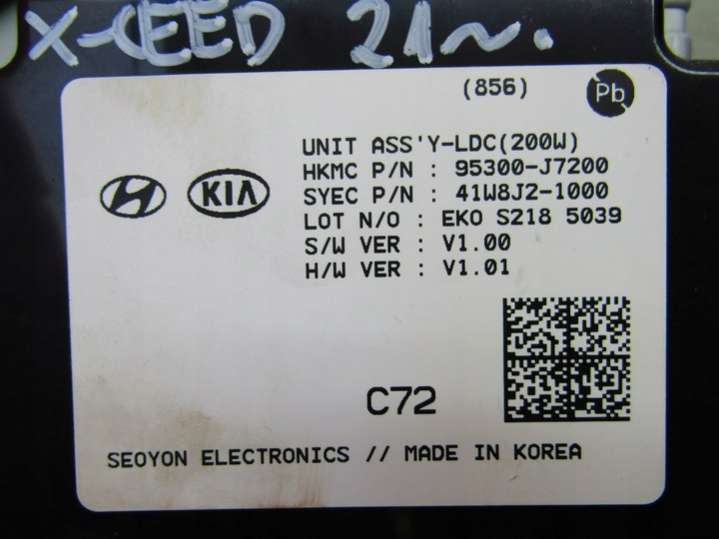 X-CEED 21~.
(856)
Pb
UNIT ASS'Y-LDC(200W)
HKMC P/N : 95300-J7200
SYEC P/N : 41W8J2-1000
LOT N/O : EKO S218 5039
S/W VER : V1.00
H/W VER : V1.01
KIA
C72
SEOYON ELECTRONICS // MADE IN KOREA